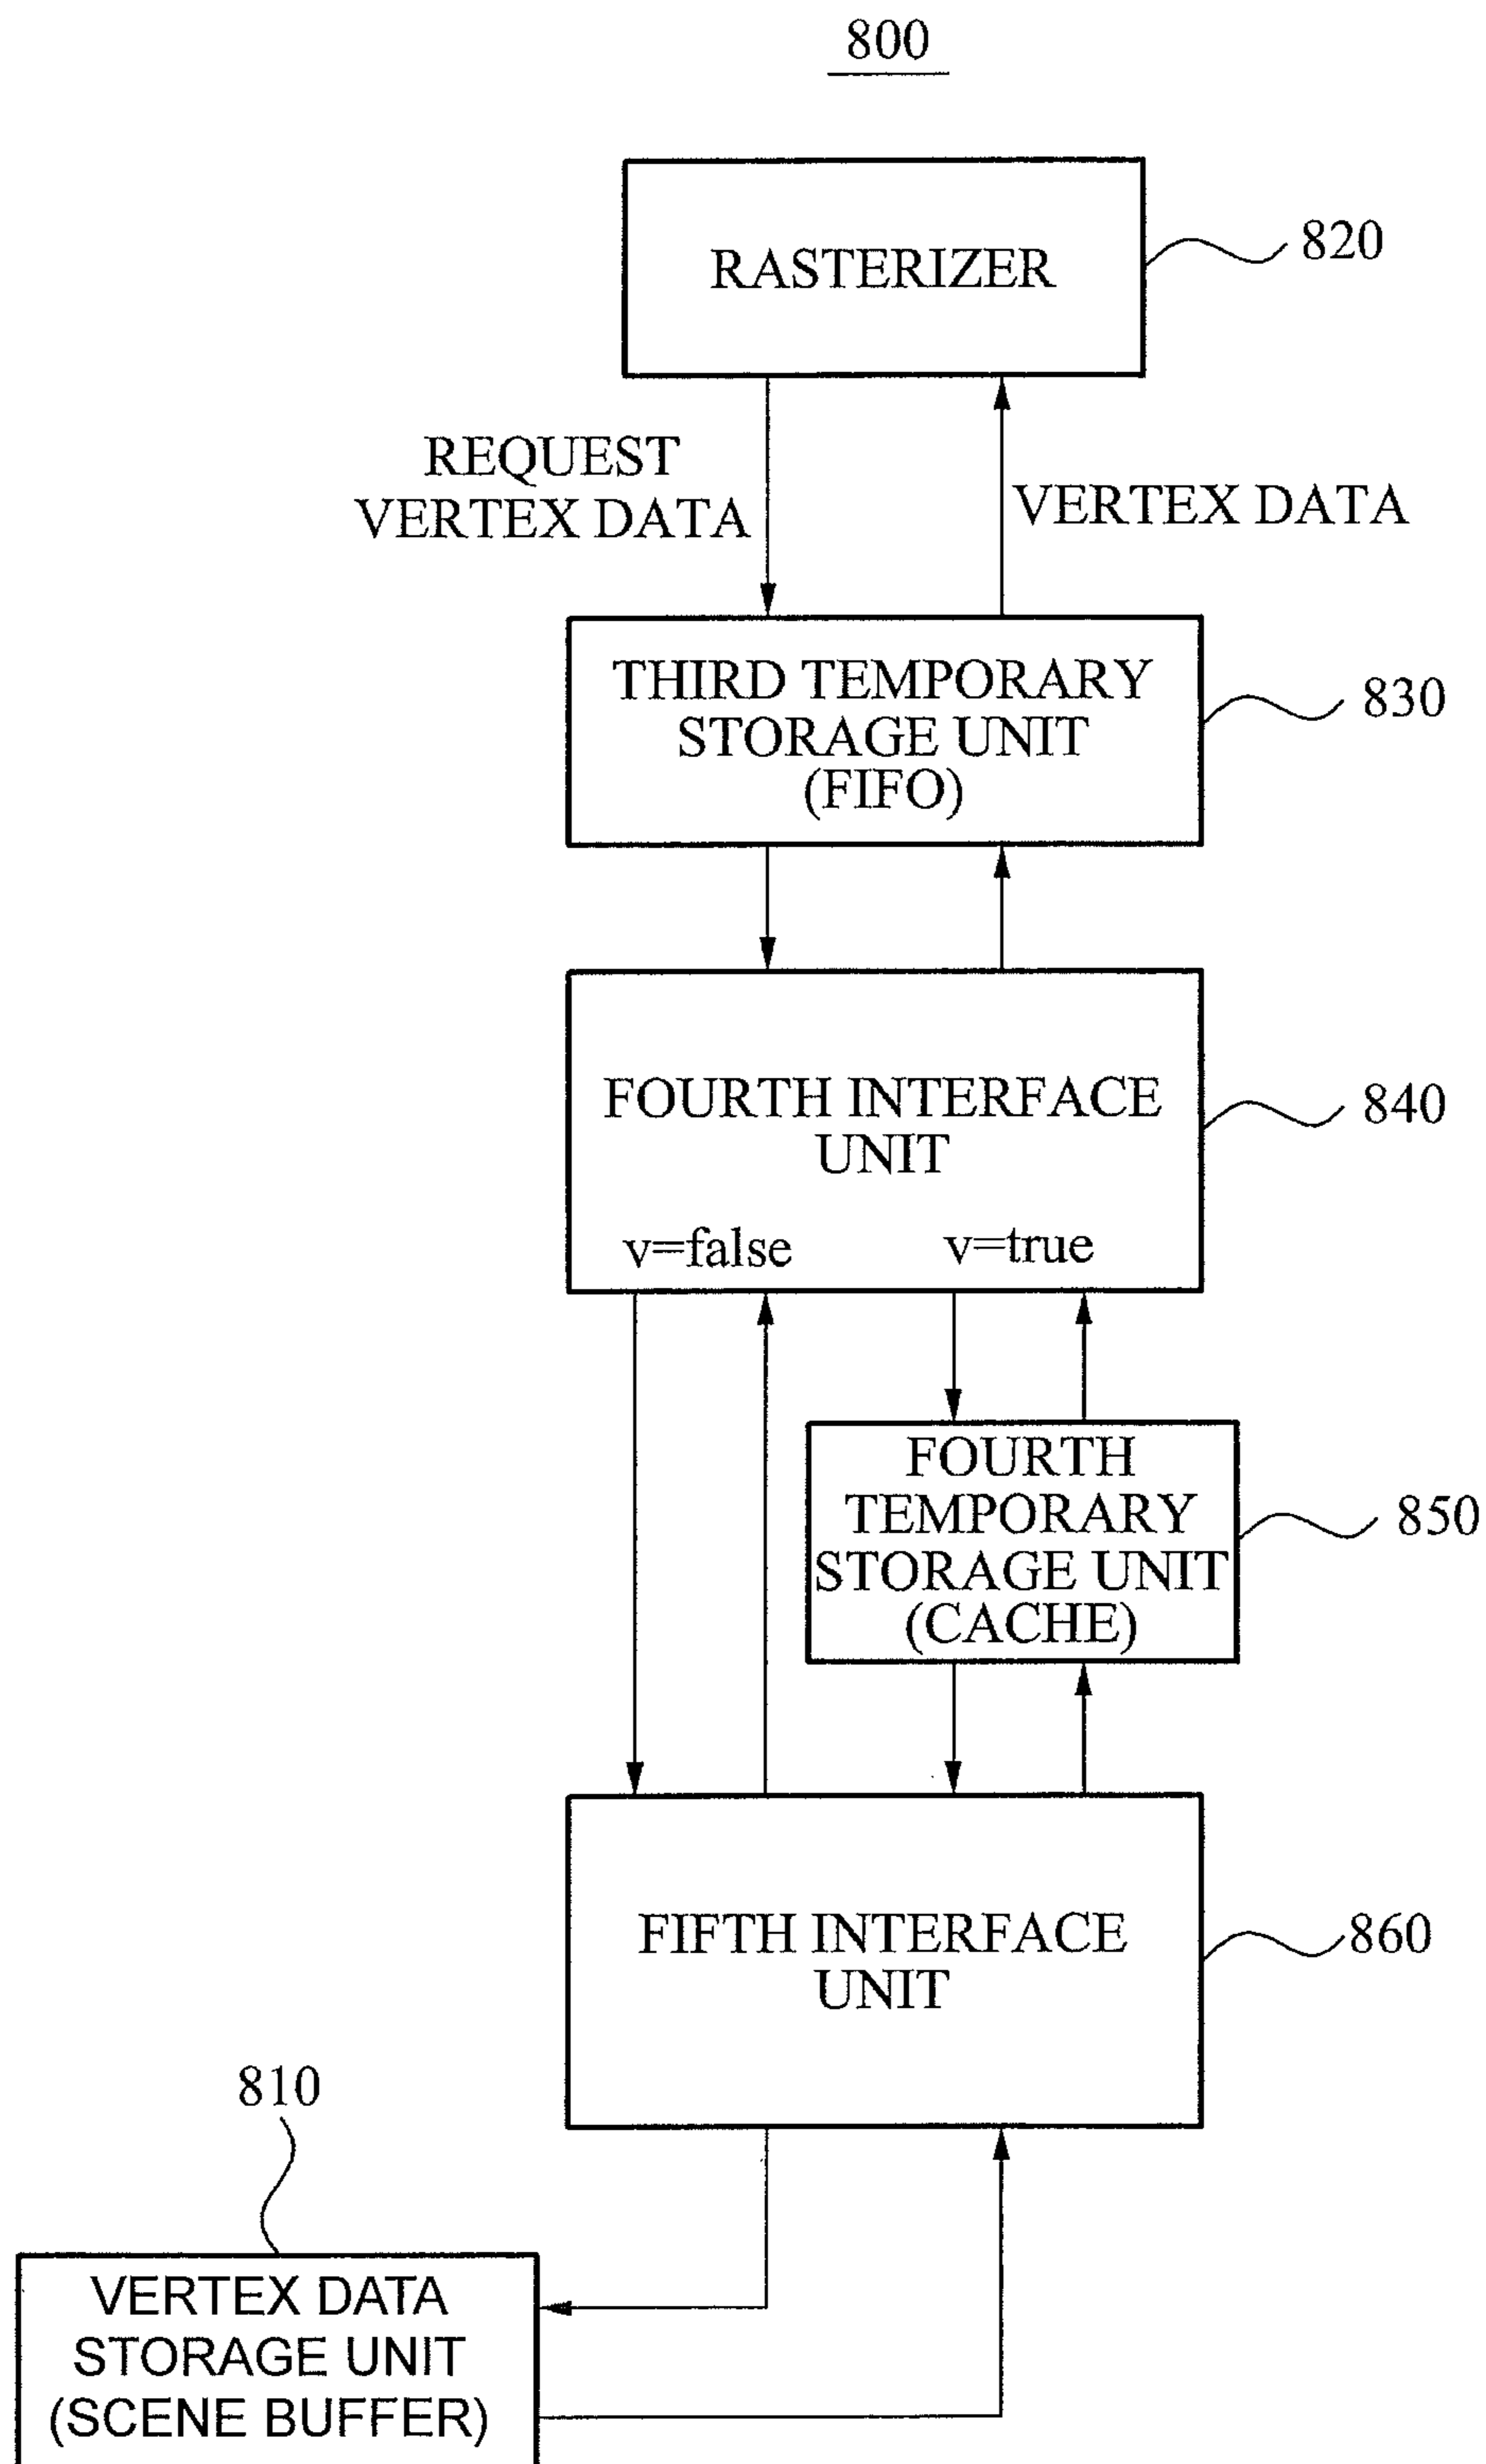 800
RASTERIZER
820
REQUEST
VERTEX DATA
VERTEX DATA
THIRD TEMPORARY
STORAGE UNIT
(FIFO)
830
FOURTH INTERFACE
UNIT
840
v=false
v=true
FOURTH
TEMPORARY
STORAGE UNIT
(CACHE)
850
FIFTH INTERFACE
UNIT
860
810
VERTEX DATA
STORAGE UNIT
(SCENE BUFFER)